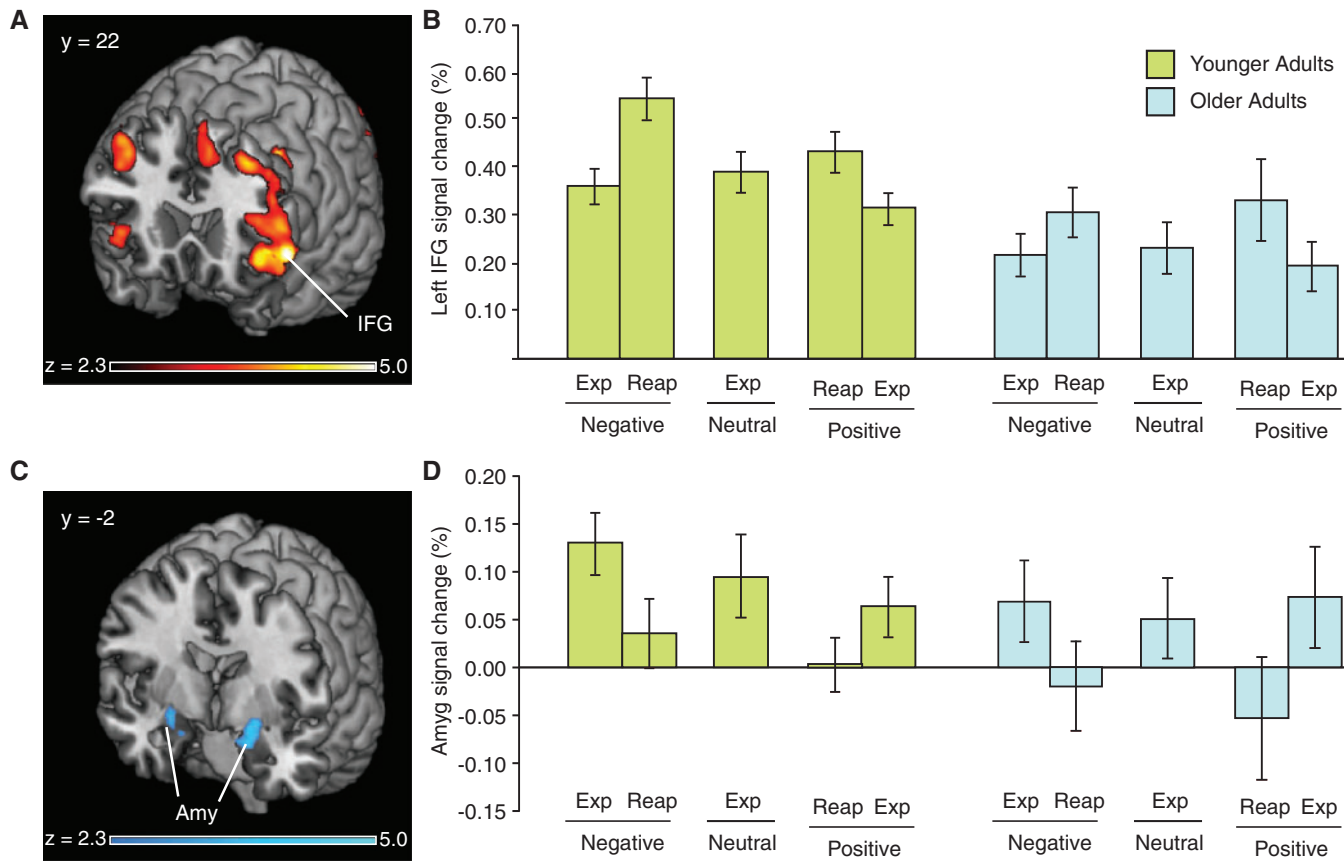 A
y = 22
IFG
z = 2.3
5.0
B
Left IFG signal change (%)
0.70
0.60
0.50
0.40
0.30
0.20
0.10
Younger Adults
Older Adults
Exp Reap Exp Reap Exp Exp Reap Exp Reap Exp
Negative Neutral Positive Negative Neutral Positive
C
y = -2
Amy
z = 2.3
5.0
D
Amyg signal change (%)
0.20
0.15
0.10
0.05
0.00
-0.05
-0.10
-0.15
Exp Reap Exp Reap Exp Exp Reap Exp Reap Exp
Negative Neutral Positive Negative Neutral Positive